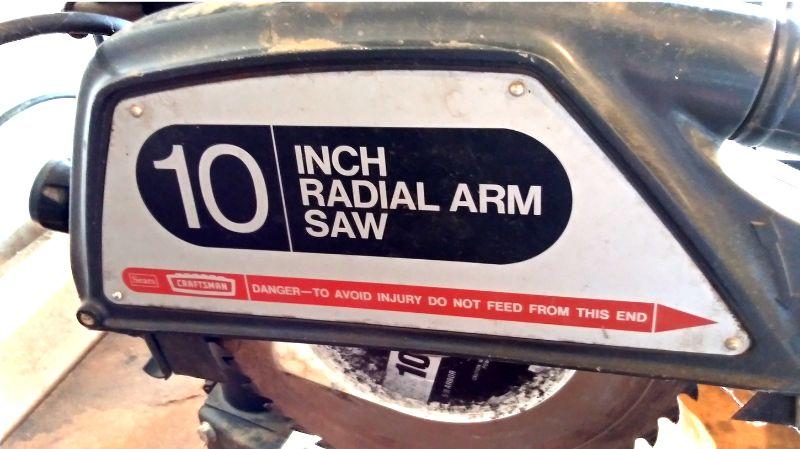 10
INCH
RADIAL ARM
SAW
Sears CRAFTSMAN DANGER—TO AVOID INJURY DO NOT FEED FROM THIS END
10